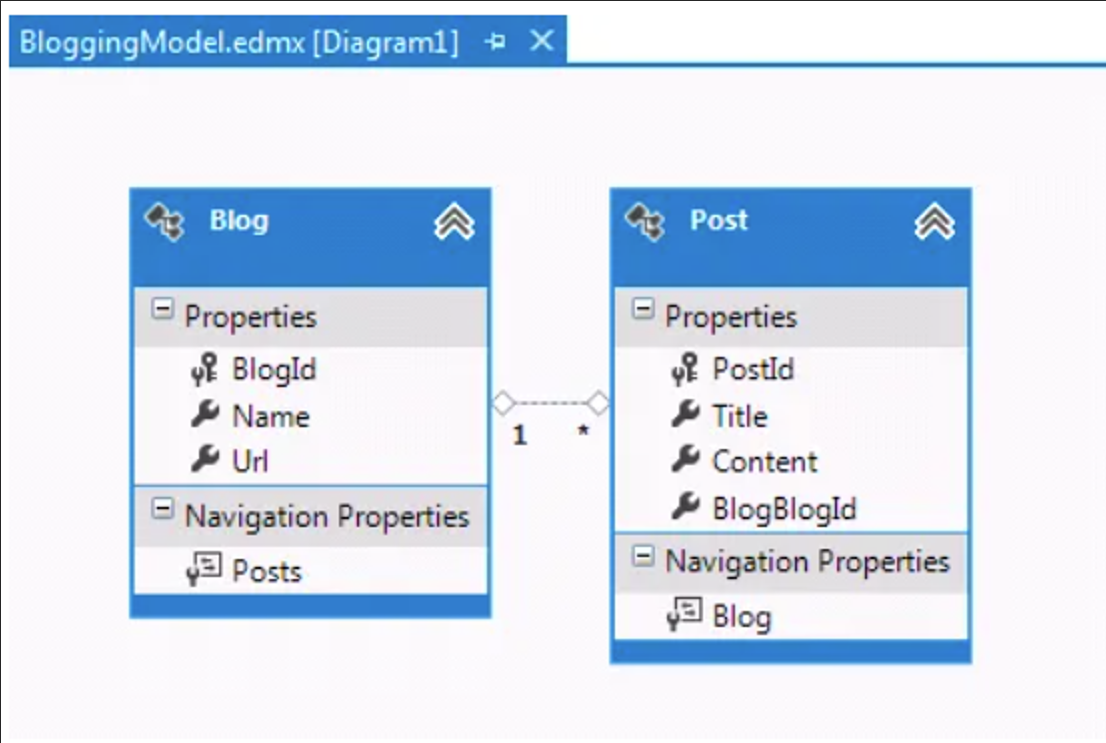 BloggingModel.edmx [Diagram1]
Blog
Properties
BlogId
Name
Url
Navigation Properties
Posts
1 *
Post
Properties
PostId
Title
Content
BlogBlogId
Navigation Properties
Blog